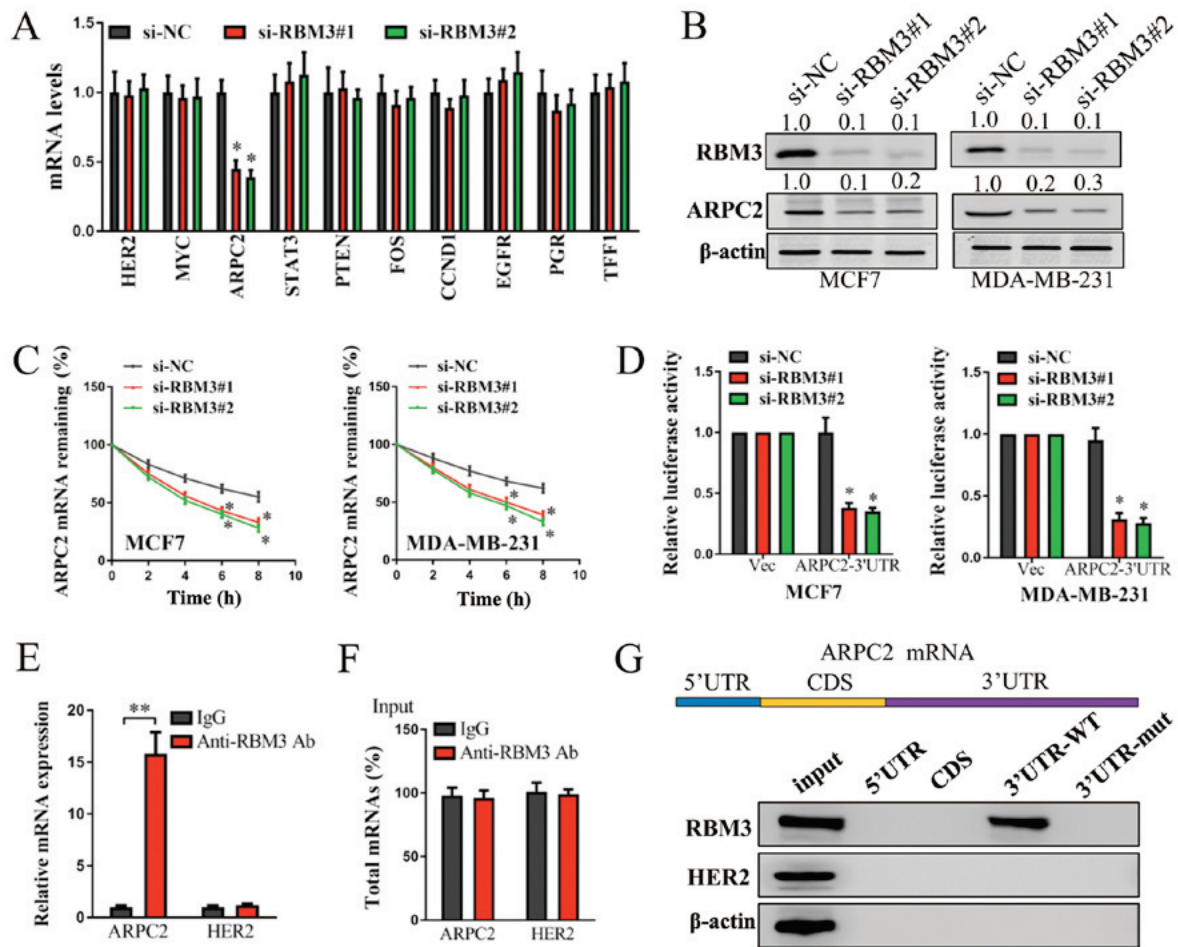 A
si-NC si-RBM3#1 si-RBM3#2
mRNA levels
1.5
1.0
0.5
0.0
HER2 MYC ARPC2 STAT3 PTEN FOS CCND1 EGFR PGR TFF1
* *
B
si-NC si-RBM3#1 si-RBM3#2 si-NC si-RBM3#1 si-RBM3#2
1.0 0.1 0.1 1.0 0.1 0.1
RBM3
1.0 0.1 0.2 1.0 0.2 0.3
ARPC2
β-actin
MCF7 MDA-MB-231
C
ARPC2 mRNA remaining (%)
150
100
50
0
si-NC
si-RBM3#1
si-RBM3#2
* *
* *
MCF7
0 2 4 6 8 10
Time (h)
ARPC2 mRNA remaining (%)
150
100
50
0
si-NC
si-RBM3#1
si-RBM3#2
* *
* *
MDA-MB-231
0 2 4 6 8 10
Time (h)
D
Relative luciferase activity
1.5
1.0
0.5
0.0
si-NC
si-RBM3#1
si-RBM3#2
* *
Vec ARPC2-3'UTR
MCF7
Relative luciferase activity
1.5
1.0
0.5
0.0
si-NC
si-RBM3#1
si-RBM3#2
* *
Vec ARPC2-3'UTR
MDA-MB-231
E
Relative mRNA expression
20
15
10
5
0
**
IgG
Anti-RBM3 Ab
ARPC2 HER2
F
Input
Total mRNAs (%)
150
100
50
0
IgG
Anti-RBM3 Ab
ARPC2 HER2
G
ARPC2 mRNA
5'UTR CDS 3'UTR
input 5'UTR CDS 3'UTR-WT 3'UTR-mut
RBM3
HER2
β-actin